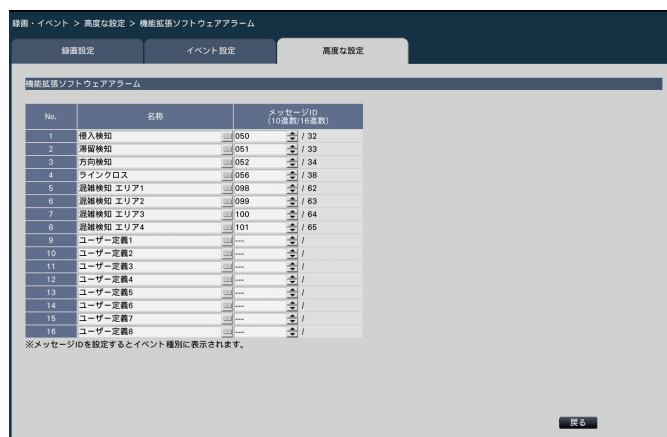 録画・イベント > 高度な設定 > 機能拡張ソフトウェアアラーム
録画設定 イベント設定 高度な設定
機能拡張ソフトウェアアラーム
No. 名称 メッセージID
(10進数/16進数)
1 侵入検知 050 / 32
2 滞留検知 051 / 33
3 方向検知 052 / 34
4 ラインクロス 056 / 38
5 混雑検知 エリア1 098 / 62
6 混雑検知 エリア2 099 / 63
7 混雑検知 エリア3 100 / 64
8 混雑検知 エリア4 101 / 65
9 ユーザー定義1 --- /
10 ユーザー定義2 --- /
11 ユーザー定義3 --- /
12 ユーザー定義4 --- /
13 ユーザー定義5 --- /
14 ユーザー定義6 --- /
15 ユーザー定義7 --- /
16 ユーザー定義8 --- /
※メッセージIDを設定するとイベント種別に表示されます。
戻る